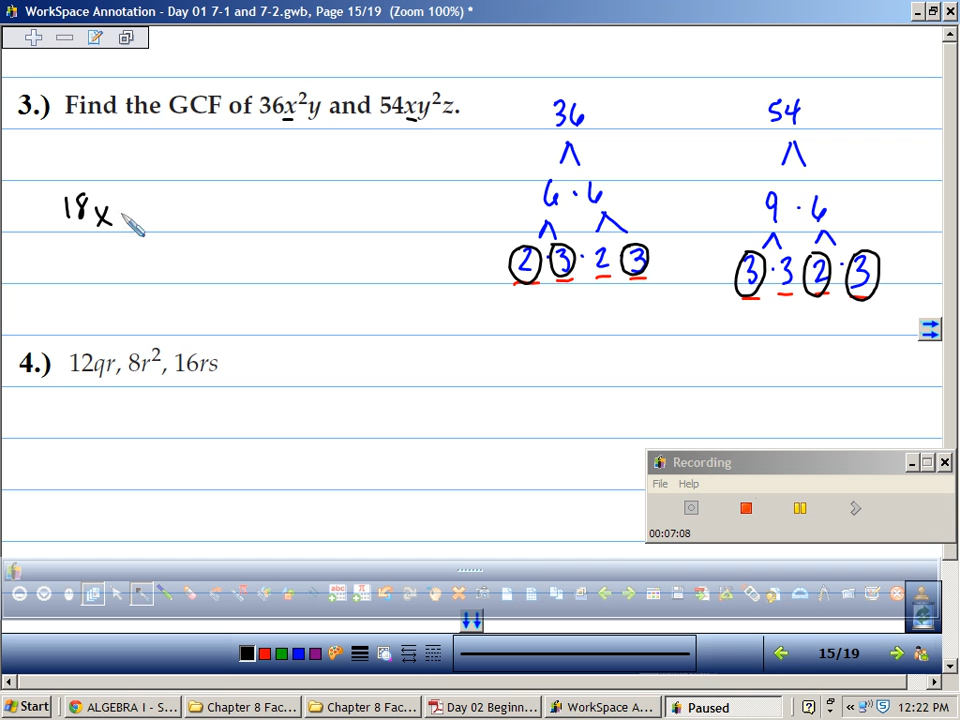 WorkSpace Annotation - Day 01 7-1 and 7-2.gwb, Page 15/19 (Zoom 100%) *
3.) Find the GCF of 36x²y and 54xy²z.
36
54
6 · 6
9 · 6
18x
2 · 3 · 2 · 3
3 · 3 2 · 3
4.) 12qr, 8r², 16rs
Recording
File Help
00:07:08
abc
15/19
Start
ALGEBRA I - S...
Chapter 8 Fac...
Chapter 8 Fac...
Day 02 Beginn...
WorkSpace A...
Paused
12:22 PM